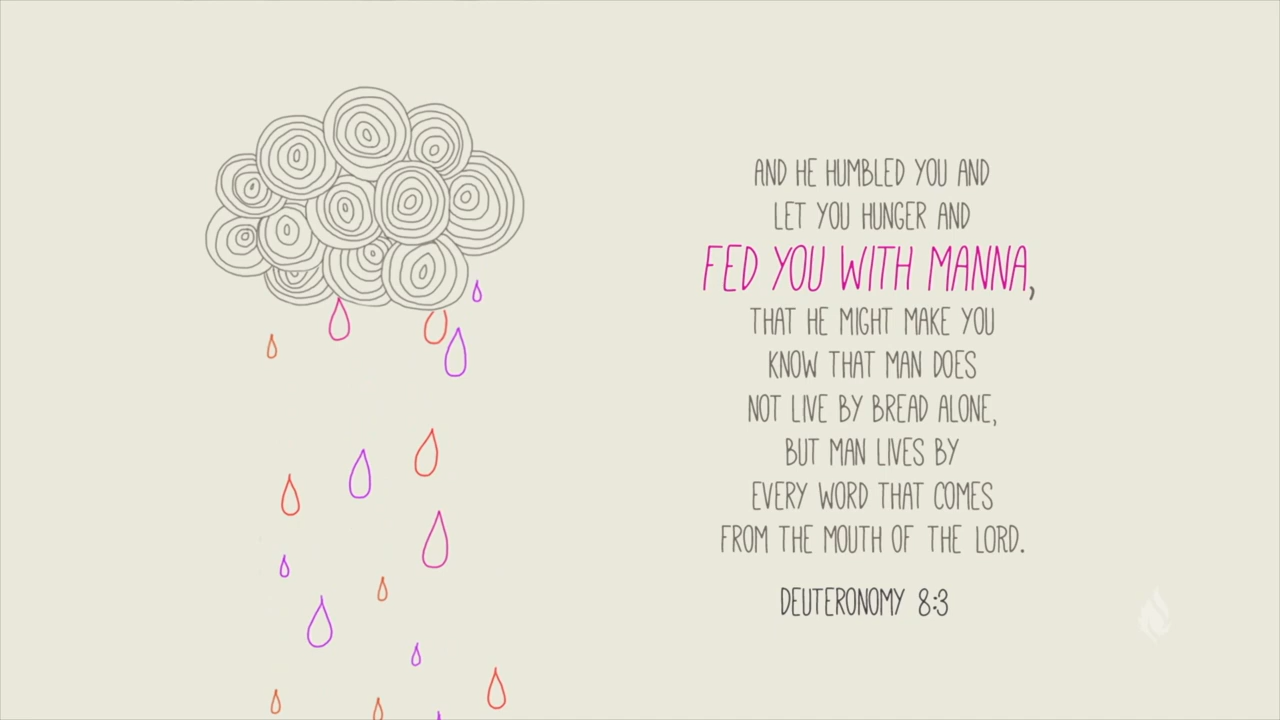 AND HE HUMBLED YOU AND
LET YOU HUNGER AND
FED YOU WITH MANNA,
THAT HE MIGHT MAKE YOU
KNOW THAT MAN DOES
NOT LIVE BY BREAD ALONE,
BUT MAN LIVES BY
EVERY WORD THAT COMES
FROM THE MOUTH OF THE LORD.
DEUTERONOMY 8:3